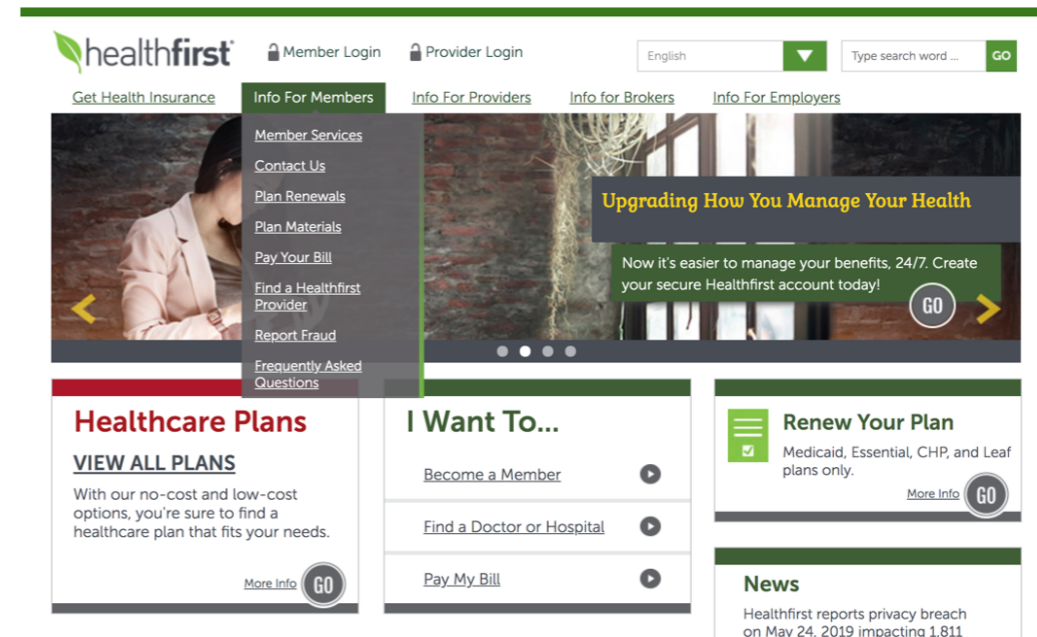 healthfirst
Member Login
Provider Login
English
Type search word ...
GO
Get Health Insurance
Info For Members
Info For Providers
Info for Brokers
Info For Employers
Member Services
Contact Us
Plan Renewals
Plan Materials
Pay Your Bill
Find a Healthfirst
Provider
Report Fraud
Frequently Asked
Questions
Upgrading How You Manage Your Health
Now it's easier to manage your benefits, 24/7. Create
your secure Healthfirst account today!
GO
Healthcare Plans
VIEW ALL PLANS
With our no-cost and low-cost
options, you're sure to find a
healthcare plan that fits your needs.
More Info
GO
I Want To...
Become a Member
Find a Doctor or Hospital
Pay My Bill
Renew Your Plan
Medicaid, Essential, CHP, and Leaf
plans only.
More Info
GO
News
Healthfirst reports privacy breach
on May 24, 2019 impacting 1,811